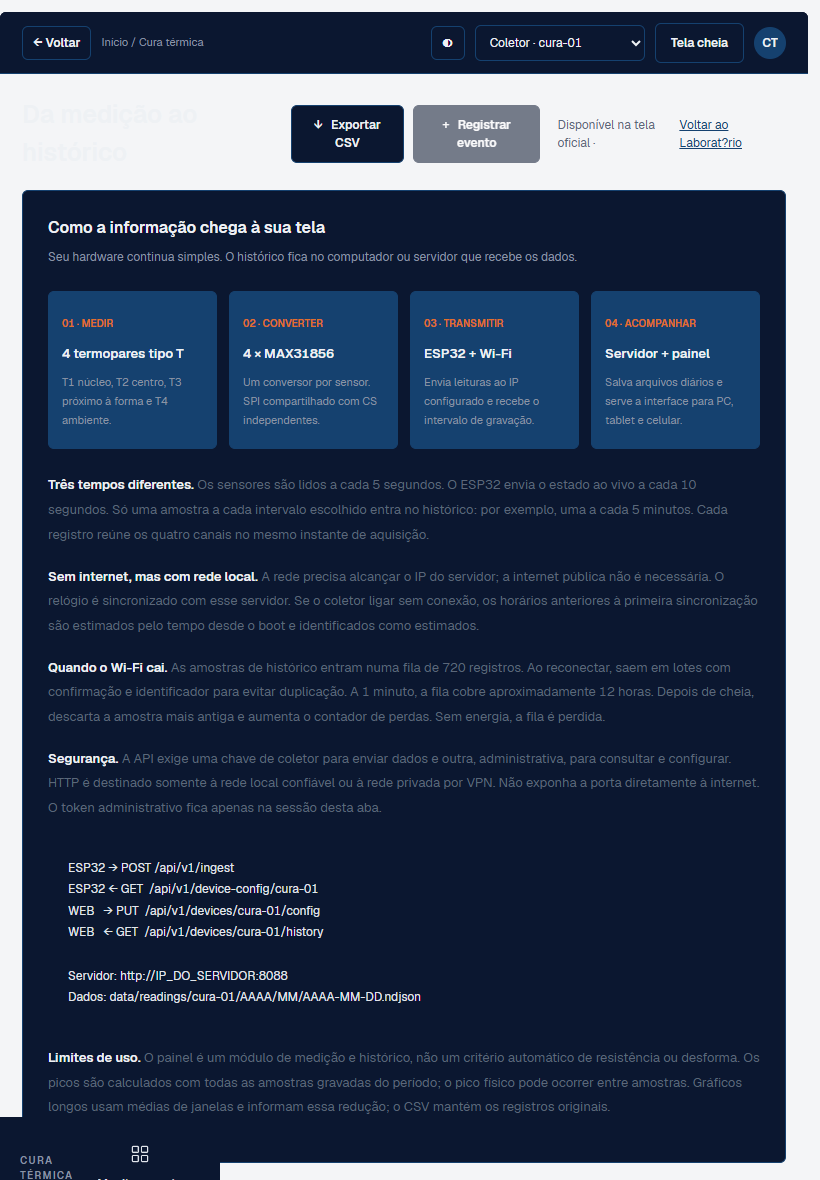 ← Voltar
Início / Cura térmica
Coletor · cura-01
Tela cheia
CT
Da medição ao
histórico
↓ Exportar
CSV
+ Registrar
evento
Disponível na tela
oficial ·
Voltar ao
Laborat?rio
Como a informação chega à sua tela
Seu hardware continua simples. O histórico fica no computador ou servidor que recebe os dados.
01 · MEDIR
4 termopares tipo T
T1 núcleo, T2 centro, T3
próximo à forma e T4
ambiente.
02 · CONVERTER
4 × MAX31856
Um conversor por sensor.
SPI compartilhado com CS
independentes.
03 · TRANSMITIR
ESP32 + Wi-Fi
Envia leituras ao IP
configurado e recebe o
intervalo de gravação.
04 · ACOMPANHAR
Servidor + painel
Salva arquivos diários e
serve a interface para PC,
tablet e celular.
Três tempos diferentes. Os sensores são lidos a cada 5 segundos. O ESP32 envia o estado ao vivo a cada 10
segundos. Só uma amostra a cada intervalo escolhido entra no histórico: por exemplo, uma a cada 5 minutos. Cada
registro reúne os quatro canais no mesmo instante de aquisição.
Sem internet, mas com rede local. A rede precisa alcançar o IP do servidor; a internet pública não é necessária. O
relógio é sincronizado com esse servidor. Se o coletor ligar sem conexão, os horários anteriores à primeira sincronização
são estimados pelo tempo desde o boot e identificados como estimados.
Quando o Wi-Fi cai. As amostras de histórico entram numa fila de 720 registros. Ao reconectar, saem em lotes com
confirmação e identificador para evitar duplicação. A 1 minuto, a fila cobre aproximadamente 12 horas. Depois de cheia,
descarta a amostra mais antiga e aumenta o contador de perdas. Sem energia, a fila é perdida.
Segurança. A API exige uma chave de coletor para enviar dados e outra, administrativa, para consultar e configurar.
HTTP é destinado somente à rede local confiável ou à rede privada por VPN. Não exponha a porta diretamente à internet.
O token administrativo fica apenas na sessão desta aba.
ESP32 → POST /api/v1/ingest
ESP32 ← GET /api/v1/device-config/cura-01
WEB → PUT /api/v1/devices/cura-01/config
WEB ← GET /api/v1/devices/cura-01/history
Servidor: http://IP_DO_SERVIDOR:8088
Dados: data/readings/cura-01/AAAA/MM/AAAA-MM-DD.ndjson
Limites de uso. O painel é um módulo de medição e histórico, não um critério automático de resistência ou desforma. Os
picos são calculados com todas as amostras gravadas do período; o pico físico pode ocorrer entre amostras. Gráficos
longos usam médias de janelas e informam essa redução; o CSV mantém os registros originais.
CURA
TÉRMICA